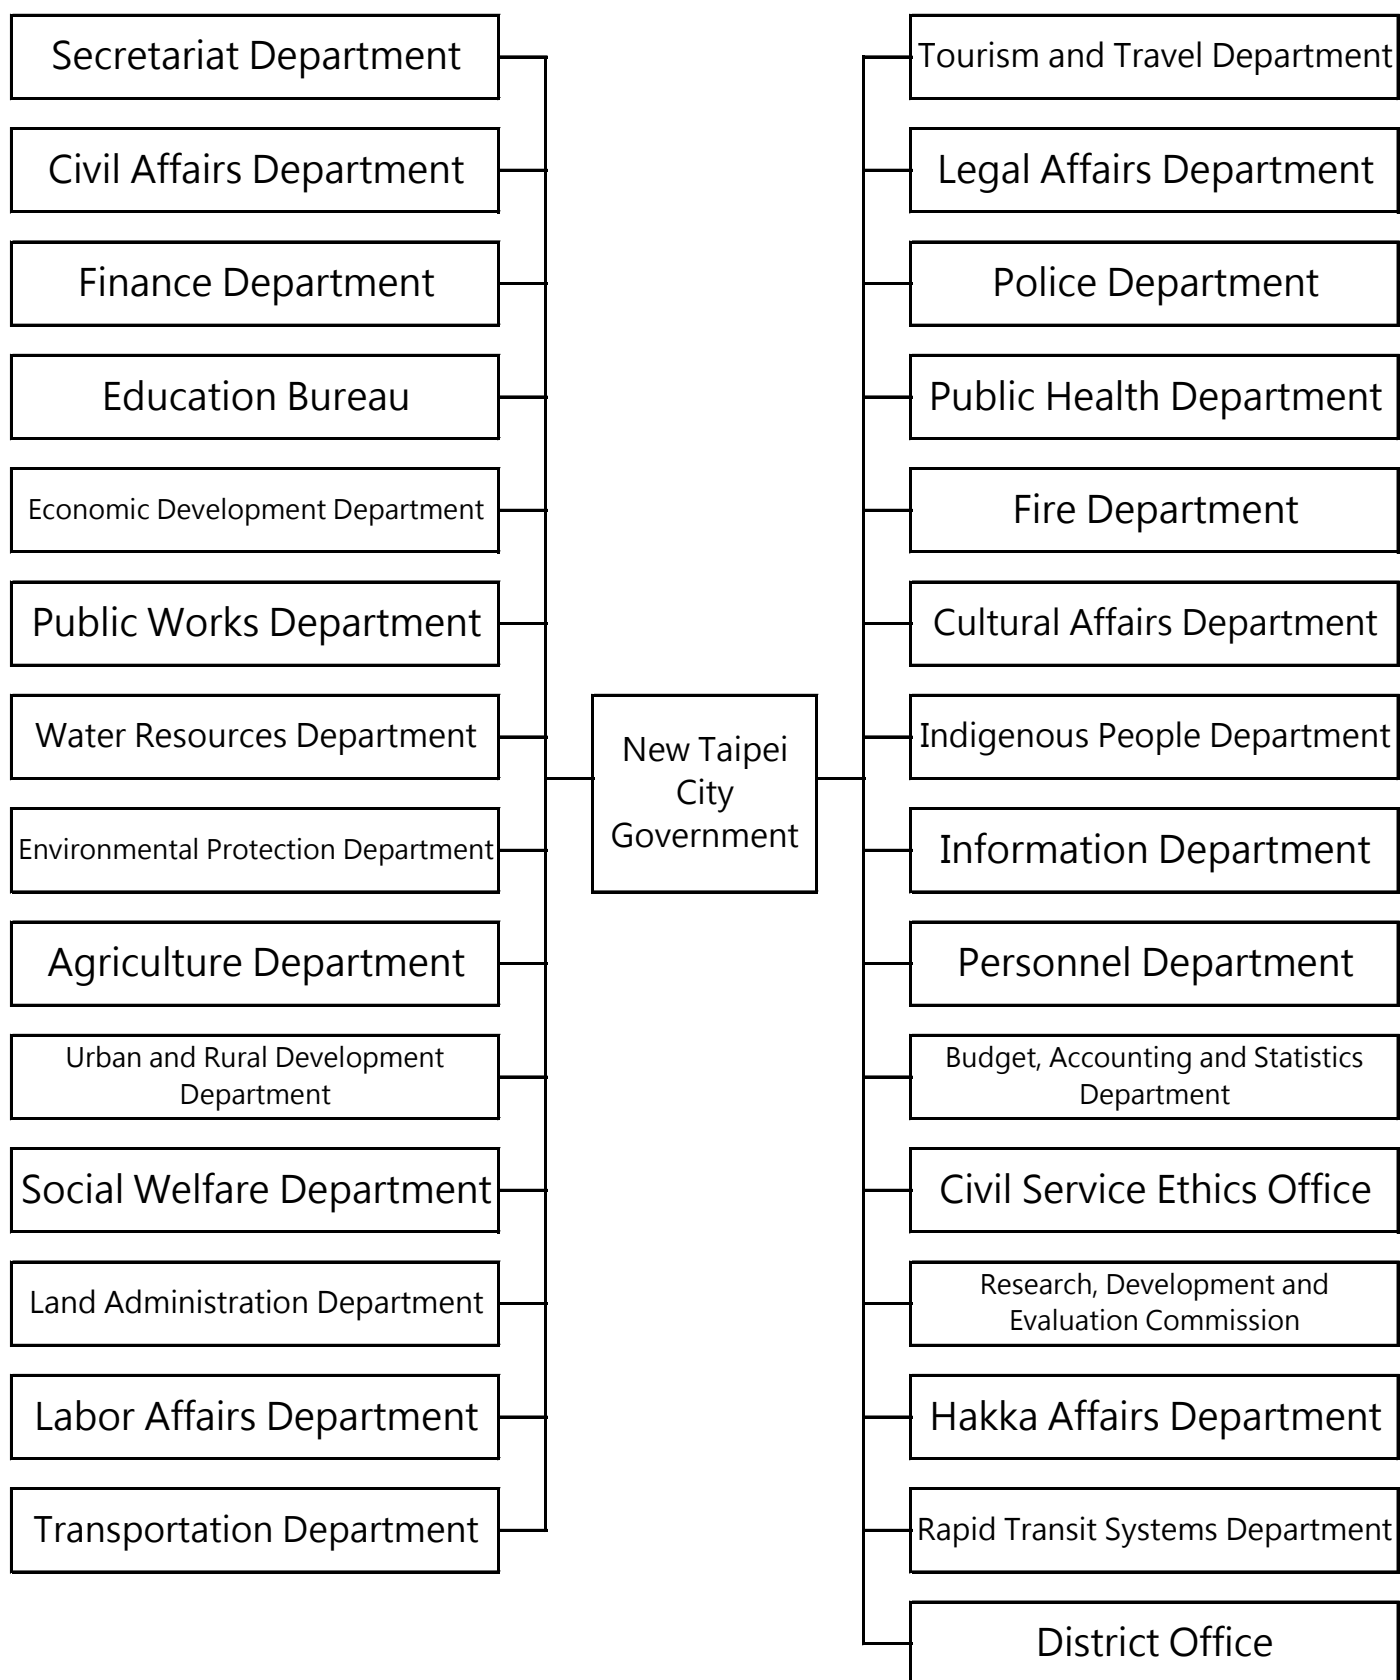 Secretariat Department
Civil Affairs Department
Finance Department
Education Bureau
Economic Development Department
Public Works Department
Water Resources Department
Environmental Protection Department
Agriculture Department
Urban and Rural Development
Department
Social Welfare Department
Land Administration Department
Labor Affairs Department
Transportation Department
New Taipei
City
Government
Tourism and Travel Department
Legal Affairs Department
Police Department
Public Health Department
Fire Department
Cultural Affairs Department
Indigenous People Department
Information Department
Personnel Department
Budget, Accounting and Statistics
Department
Civil Service Ethics Office
Research, Development and
Evaluation Commission
Hakka Affairs Department
Rapid Transit Systems Department
District Office